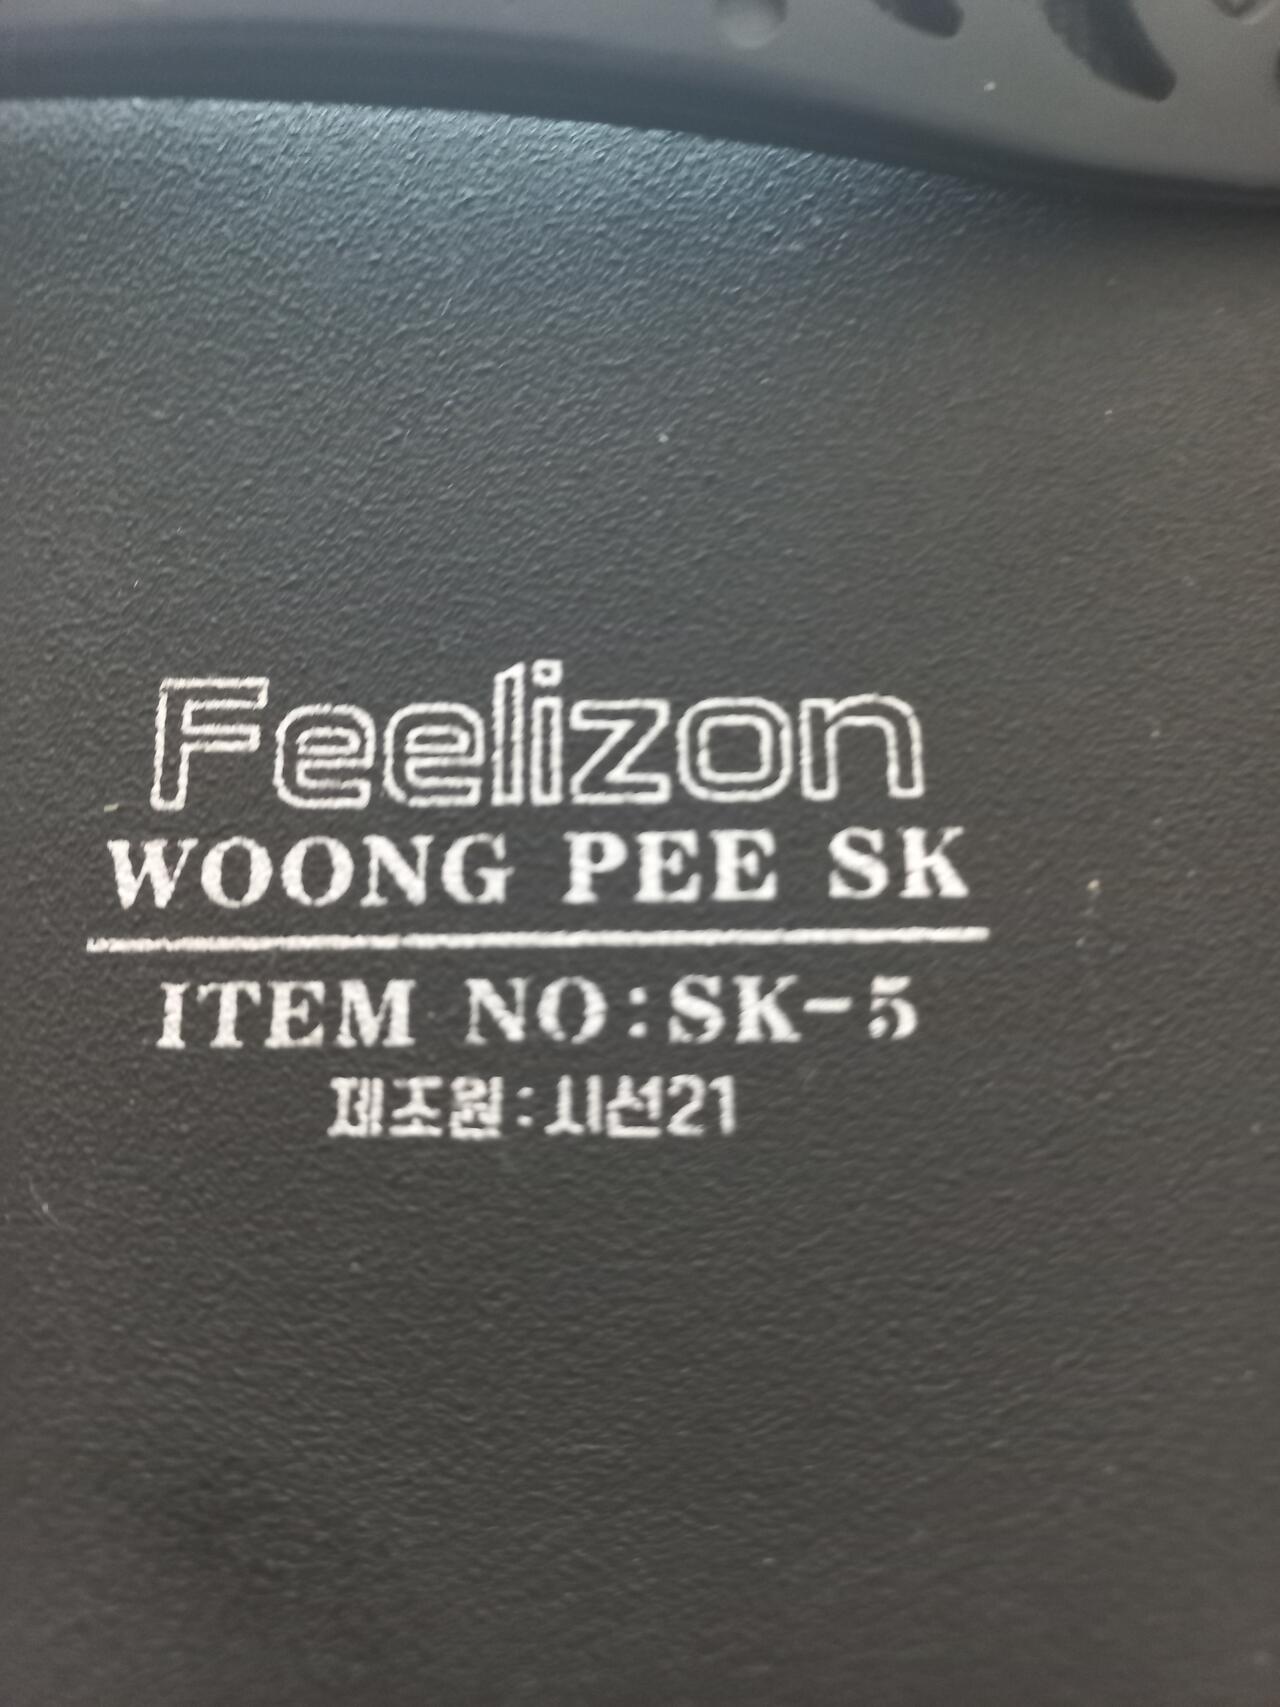 Feelizon
WOONG PEE SK
ITEM NO:SK-5
제조원:시선21